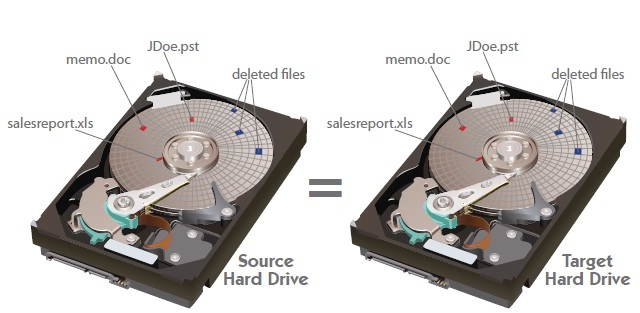 JDoe.pst
memo.doc
deleted files
salesreport.xls
Source
Hard Drive
=
JDoe.pst
memo.doc
deleted files
salesreport.xls
Target
Hard Drive